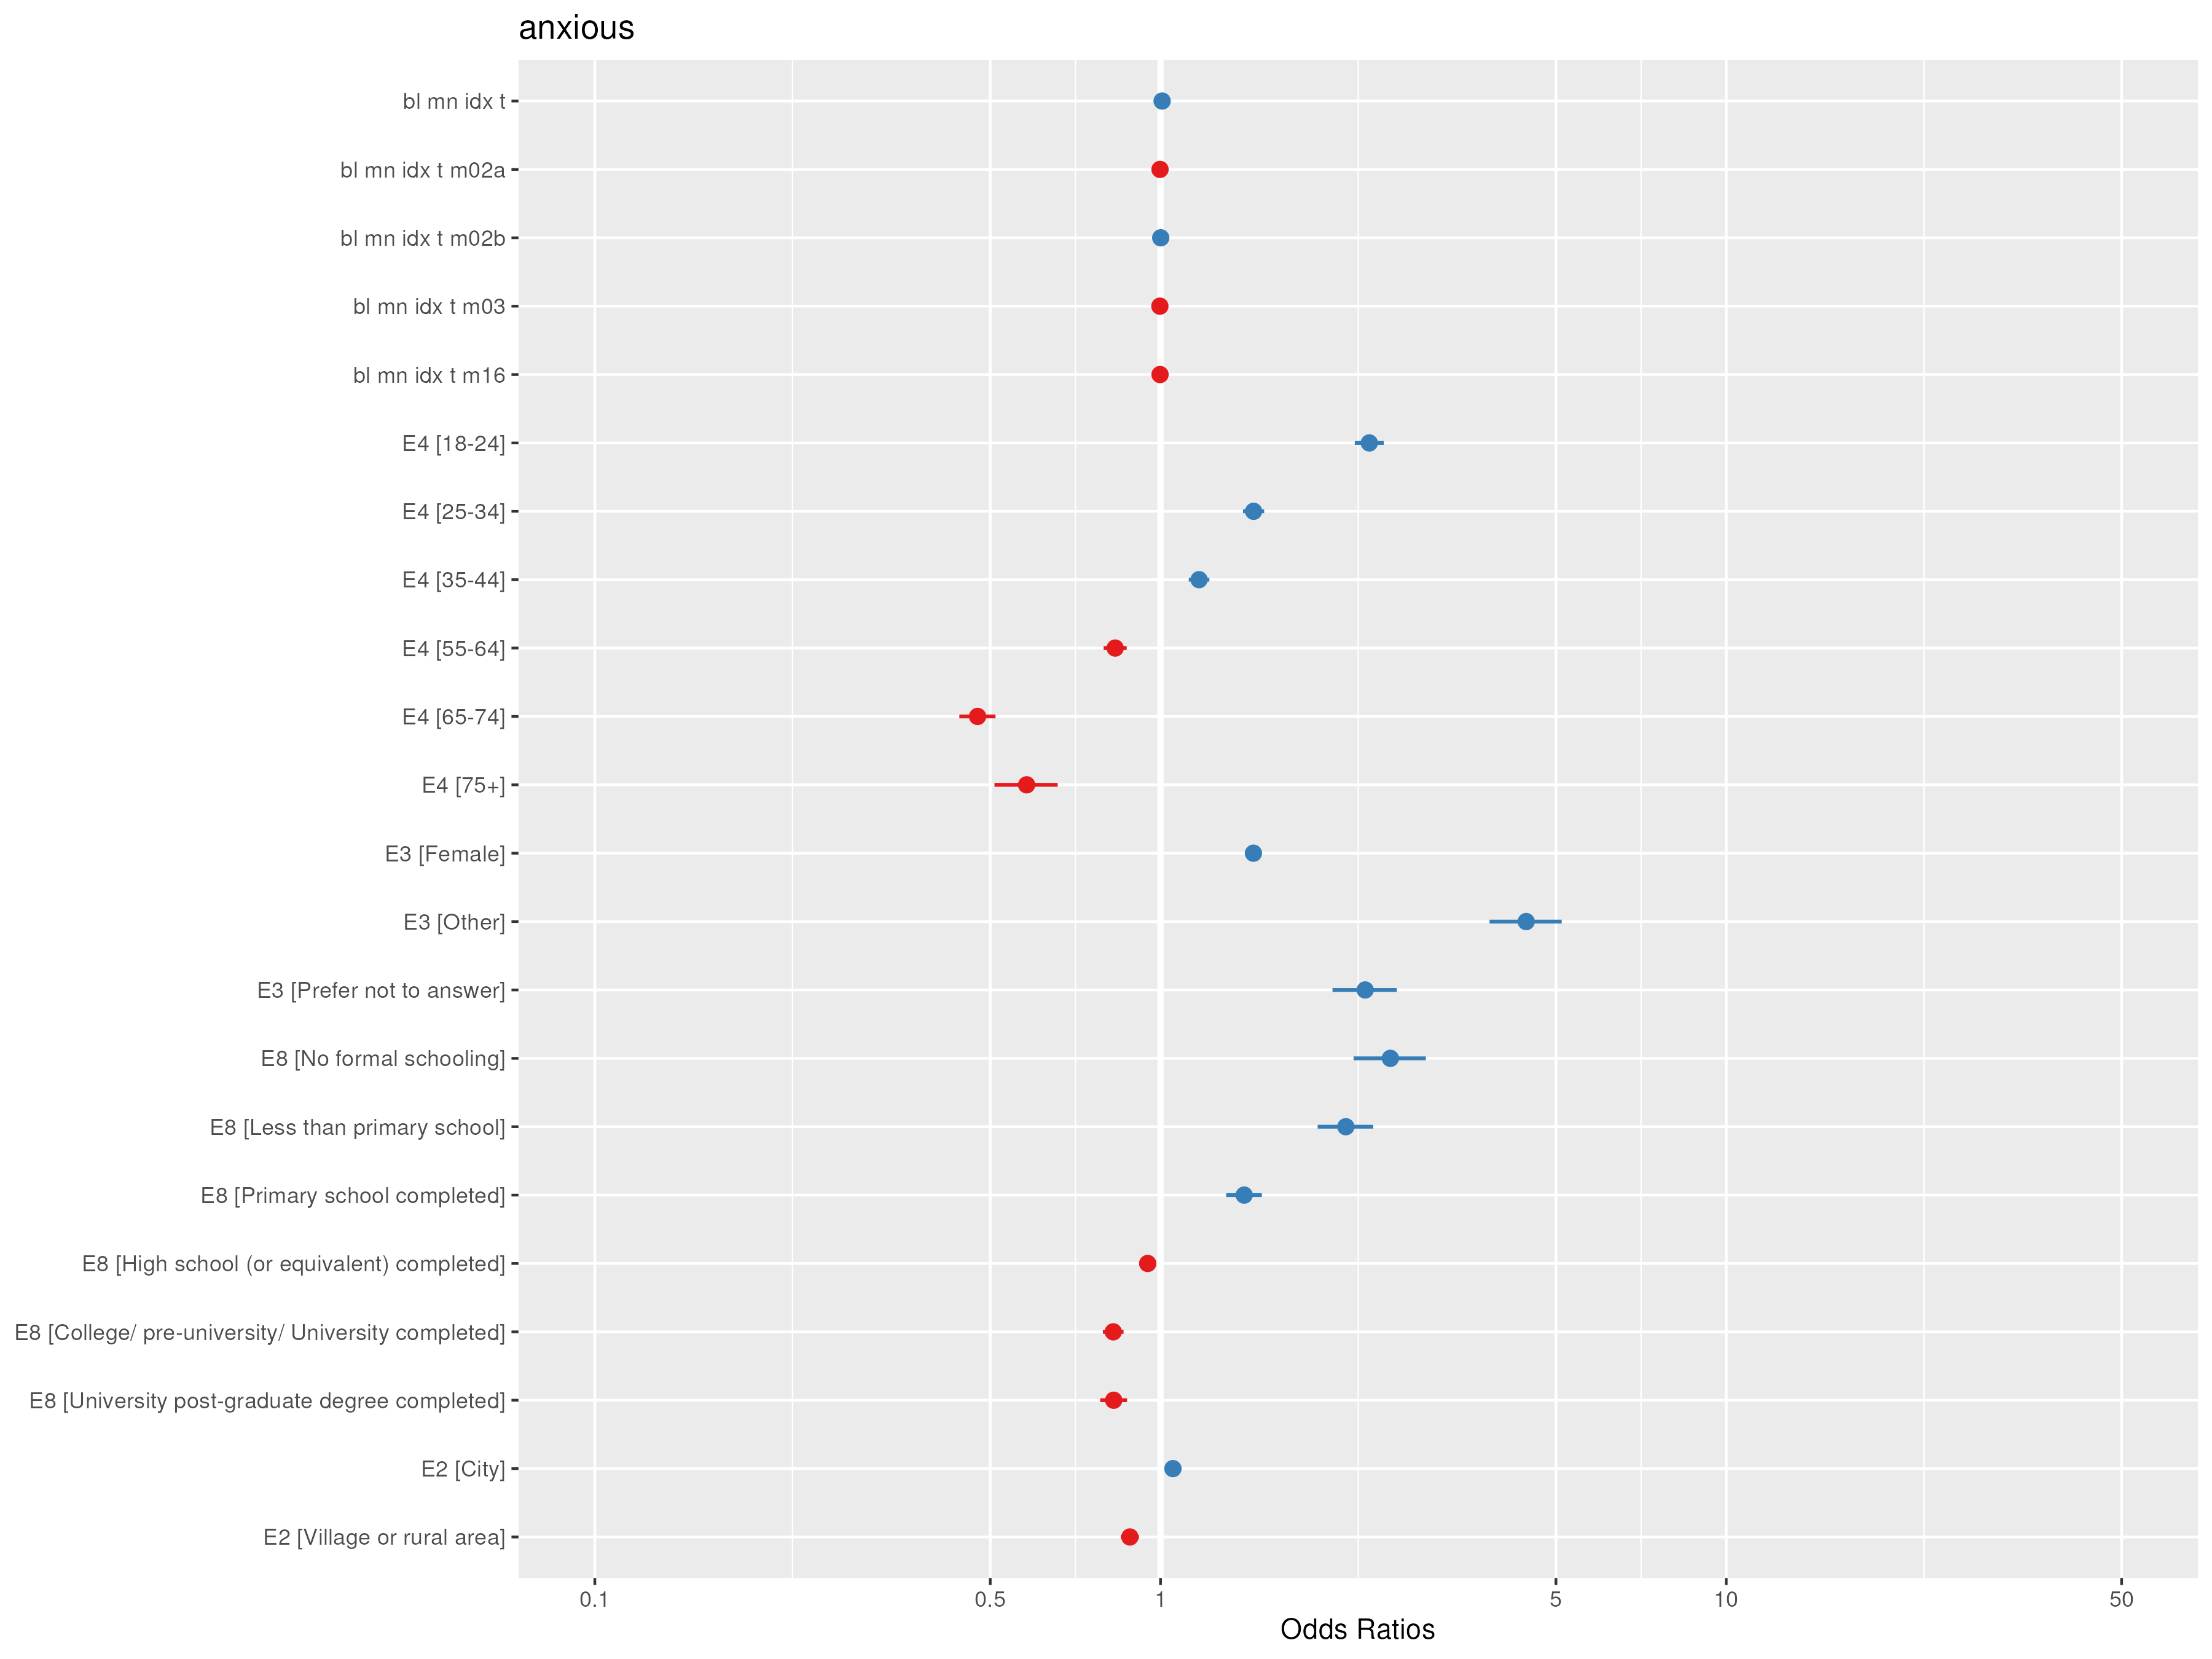 anxious
bl mn idx t
bl mn idx t m02a
bl mn idx t m02b
bl mn idx t m03
bl mn idx t m16
E4 [18-24]
E4 [25-34]
E4 [35-44]
E4 [55-64]
E4 [65-74]
E4 [75+]
E3 [Female]
E3 [Other]
E3 [Prefer not to answer]
E8 [No formal schooling]
E8 [Less than primary school]
E8 [Primary school completed]
E8 [High school (or equivalent) completed]
E8 [College/ pre-university/ University completed]
E8 [University post-graduate degree completed]
E2 [City]
E2 [Village or rural area]
0.1 0.5 1 5 10 50
Odds Ratios